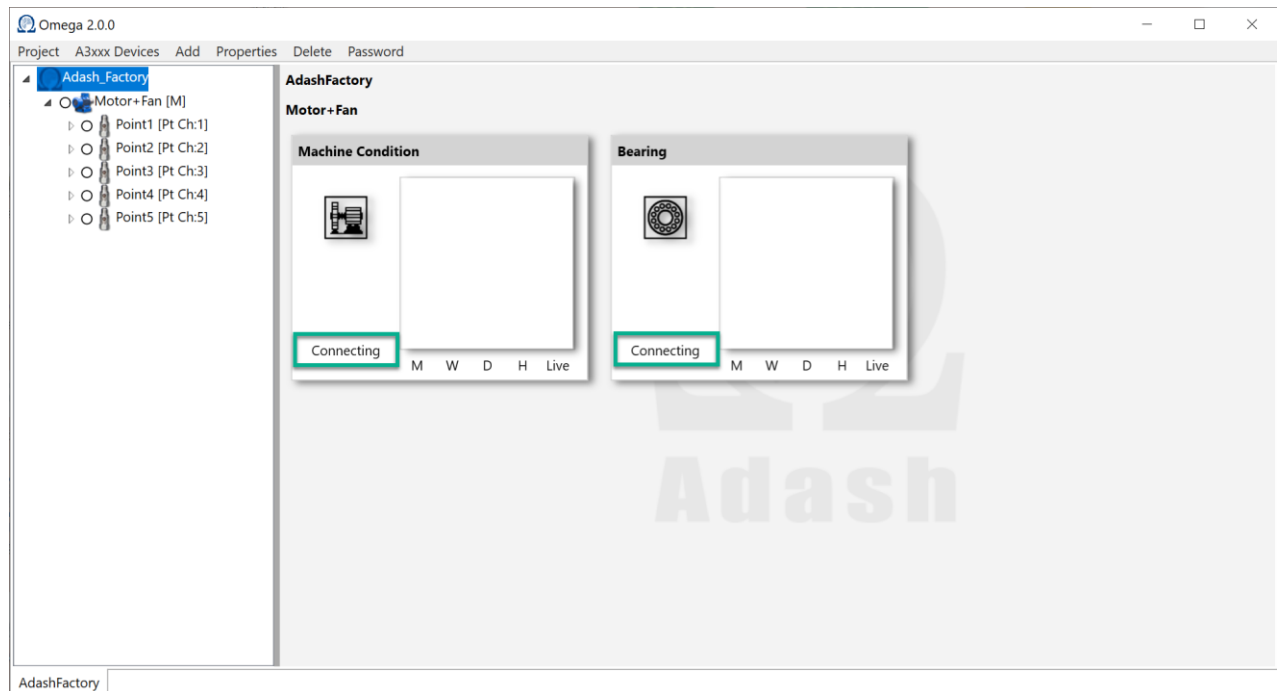 Omega 2.0.0
Project A3xxx Devices Add Properties Delete Password
Adash_Factory
Motor+Fan [M]
Point1 [Pt Ch:1]
Point2 [Pt Ch:2]
Point3 [Pt Ch:3]
Point4 [Pt Ch:4]
Point5 [Pt Ch:5]
AdashFactory
Motor+Fan
Machine Condition
Connecting
M W D H Live
Bearing
Connecting
M W D H Live
Adash
AdashFactory